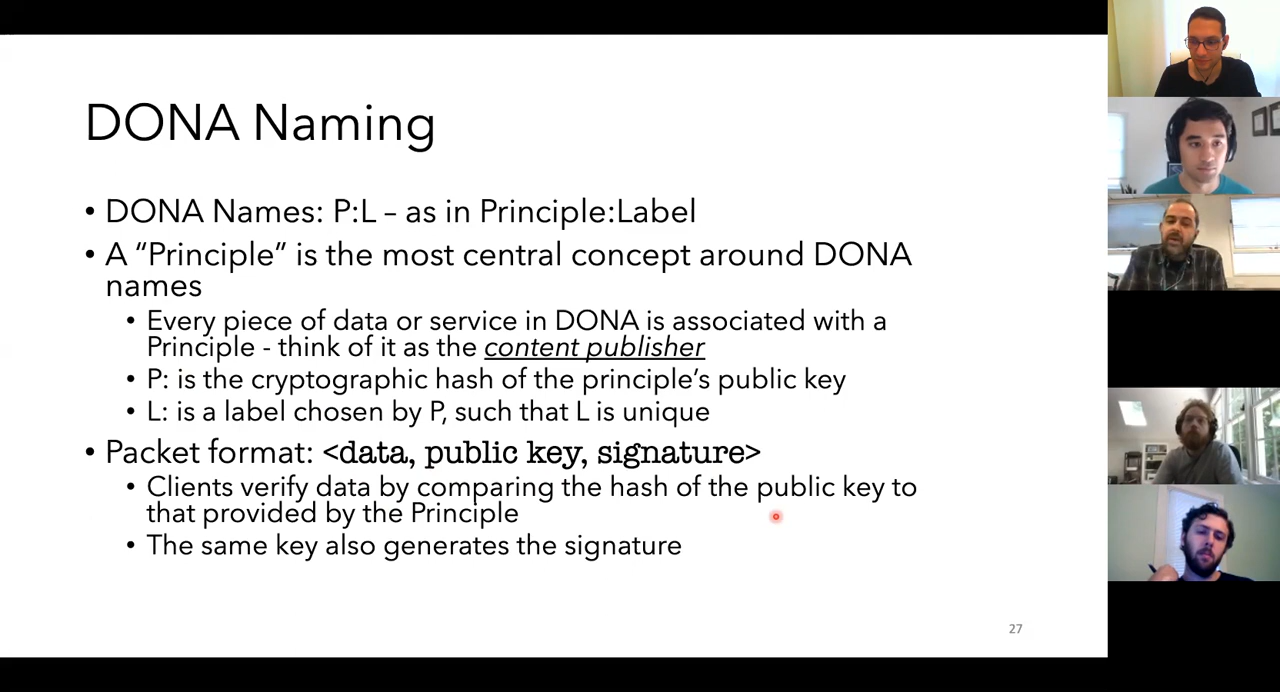 DONA Naming
• DONA Names: P:L – as in Principle:Label
• A “Principle” is the most central concept around DONA
names
• Every piece of data or service in DONA is associated with a
Principle - think of it as the content publisher
• P: is the cryptographic hash of the principle’s public key
• L: is a label chosen by P, such that L is unique
• Packet format: <data, public key, signature>
• Clients verify data by comparing the hash of the public key to
that provided by the Principle
• The same key also generates the signature
27